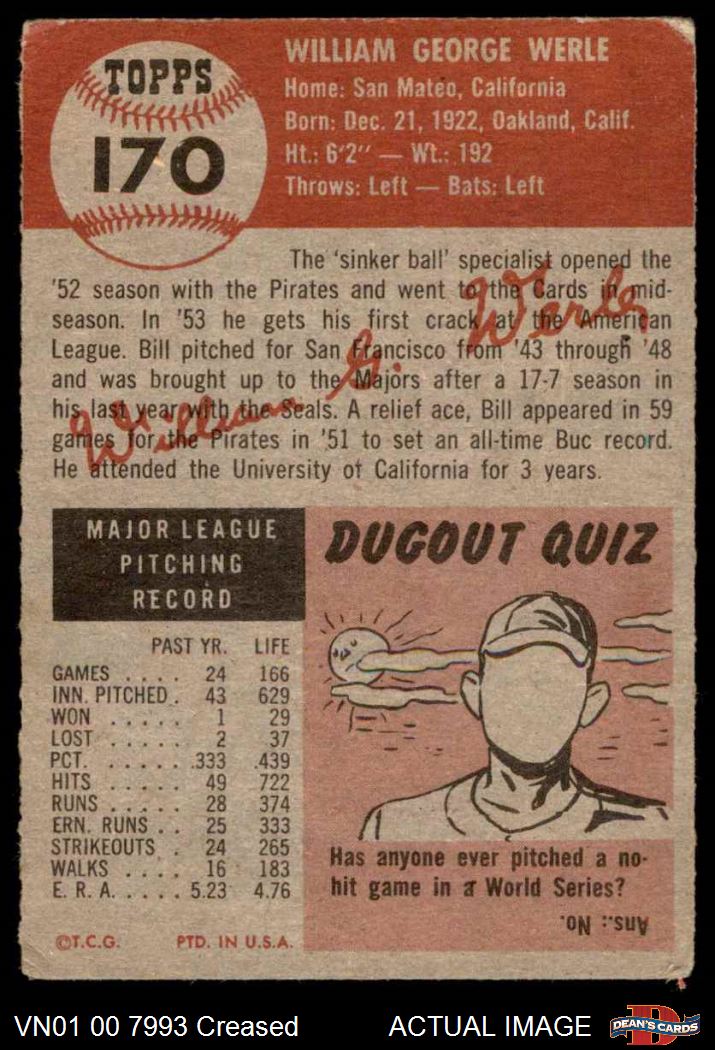 TOPPS
170
WILLIAM GEORGE WERLE
Home: San Mateo, California
Born: Dec. 21, 1922, Oakland, Calif.
Ht.: 6'2" — Wt.: 192
Throws: Left — Bats: Left
The 'sinker ball' specialist opened the
'52 season with the Pirates and went to the Cards in mid-
season. In '53 he gets his first crack at the American
League. Bill pitched for San Francisco from '43 through '48
and was brought up to the Majors after a 17-7 season in
his last year with the Seals. A relief ace, Bill appeared in 59
games for the Pirates in '51 to set an all-time Buc record.
He attended the University of California for 3 years.
William G. Werle
MAJOR LEAGUE
PITCHING
RECORD
PAST YR. LIFE
GAMES .... 24 166
INN. PITCHED . 43 629
WON ..... 1 29
LOST ..... 2 37
PCT. ...... .333 .439
HITS ..... 49 722
RUNS ..... 28 374
ERN. RUNS .. 25 333
STRIKEOUTS . 24 265
WALKS .... 16 183
E. R. A. .... 5.23 4.76
©T.C.G. PTD. IN U.S.A.
DUGOUT QUIZ
Has anyone ever pitched a no-
hit game in a World Series?
Ans.: No.
VN01 00 7993 Creased ACTUAL IMAGE
D
DEAN'S CARDS